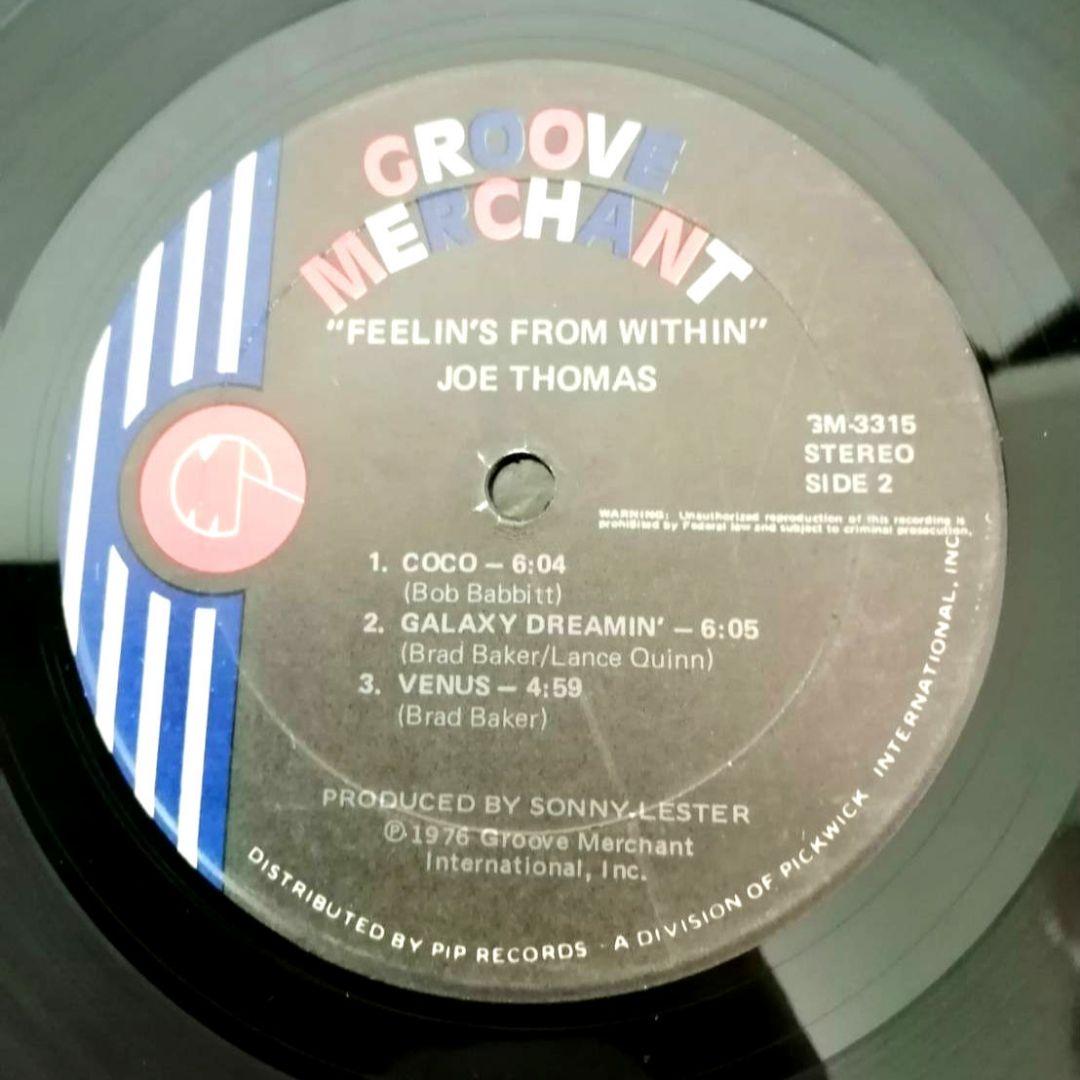 GROOVE
MERCHANT
"FEELIN'S FROM WITHIN"
JOE THOMAS
GM-3315
STEREO
SIDE 2
WARNING: Unauthorized reproduction of this recording is
prohibited by Federal law and subject to criminal prosecution.
1. COCO – 6:04
(Bob Babbitt)
2. GALAXY DREAMIN' – 6:05
(Brad Baker/Lance Quinn)
3. VENUS – 4:59
(Brad Baker)
PRODUCED BY SONNY LESTER
℗1976 Groove Merchant
International, Inc.
DISTRIBUTED BY PIP RECORDS · A DIVISION OF PICKWICK INTERNATIONAL, INC.